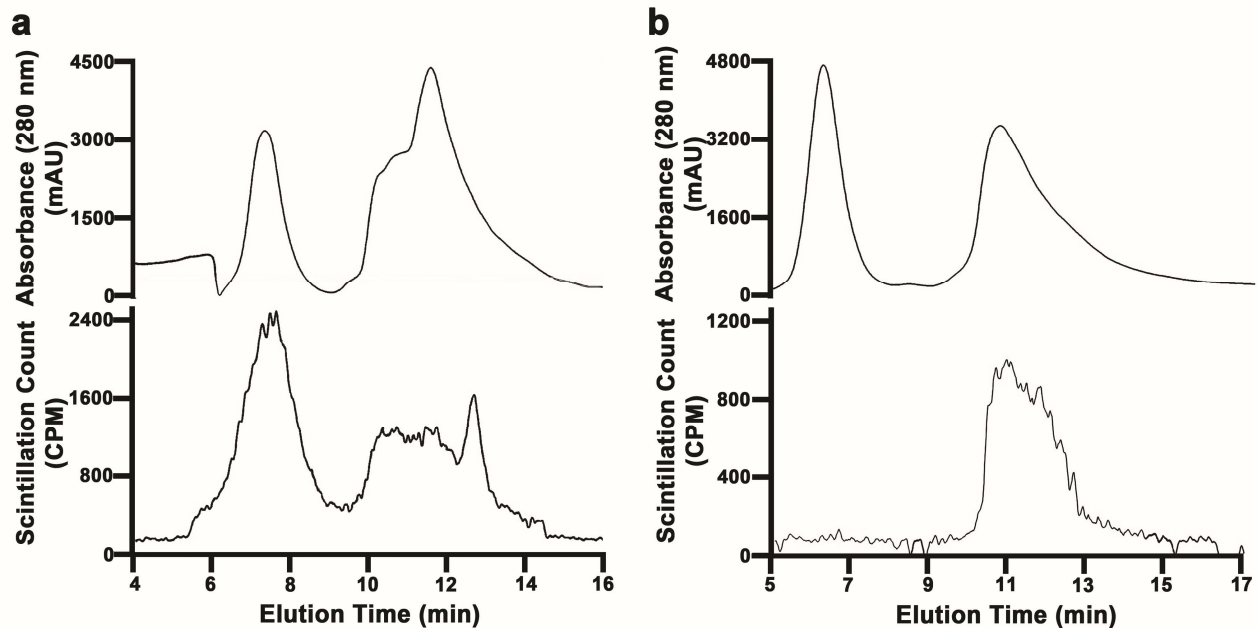 a
Absorbance (280 nm)
(mAU)
4500
3000
1500
0
Scintillation Count
(CPM)
2400
1600
800
0
4 6 8 10 12 14 16
Elution Time (min)
b
Absorbance (280 nm)
(mAU)
4800
3200
1600
0
Scintillation Count
(CPM)
1200
800
400
0
5 7 9 11 13 15 17
Elution Time (min)